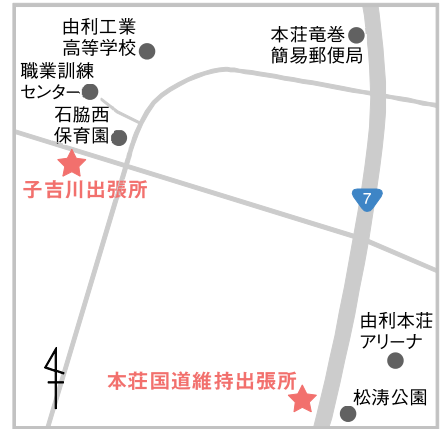 由利工業
高等学校
本荘竜巻
簡易郵便局
職業訓練
センター
石脇西
保育園
子吉川出張所
7
由利本荘
アリーナ
本荘国道維持出張所
松涛公園